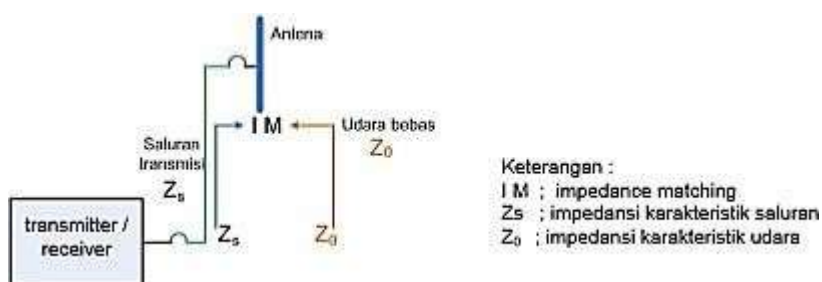 Antena
I M
Udara bebas
Z₀
Saluran
transmisi
Zₛ
transmitter /
receiver
Zₛ
Z₀
Keterangan :
I M ; impedance matching
Zs ; impedansi karakteristik saluran
Z₀ ; impedansi karakteristik udara